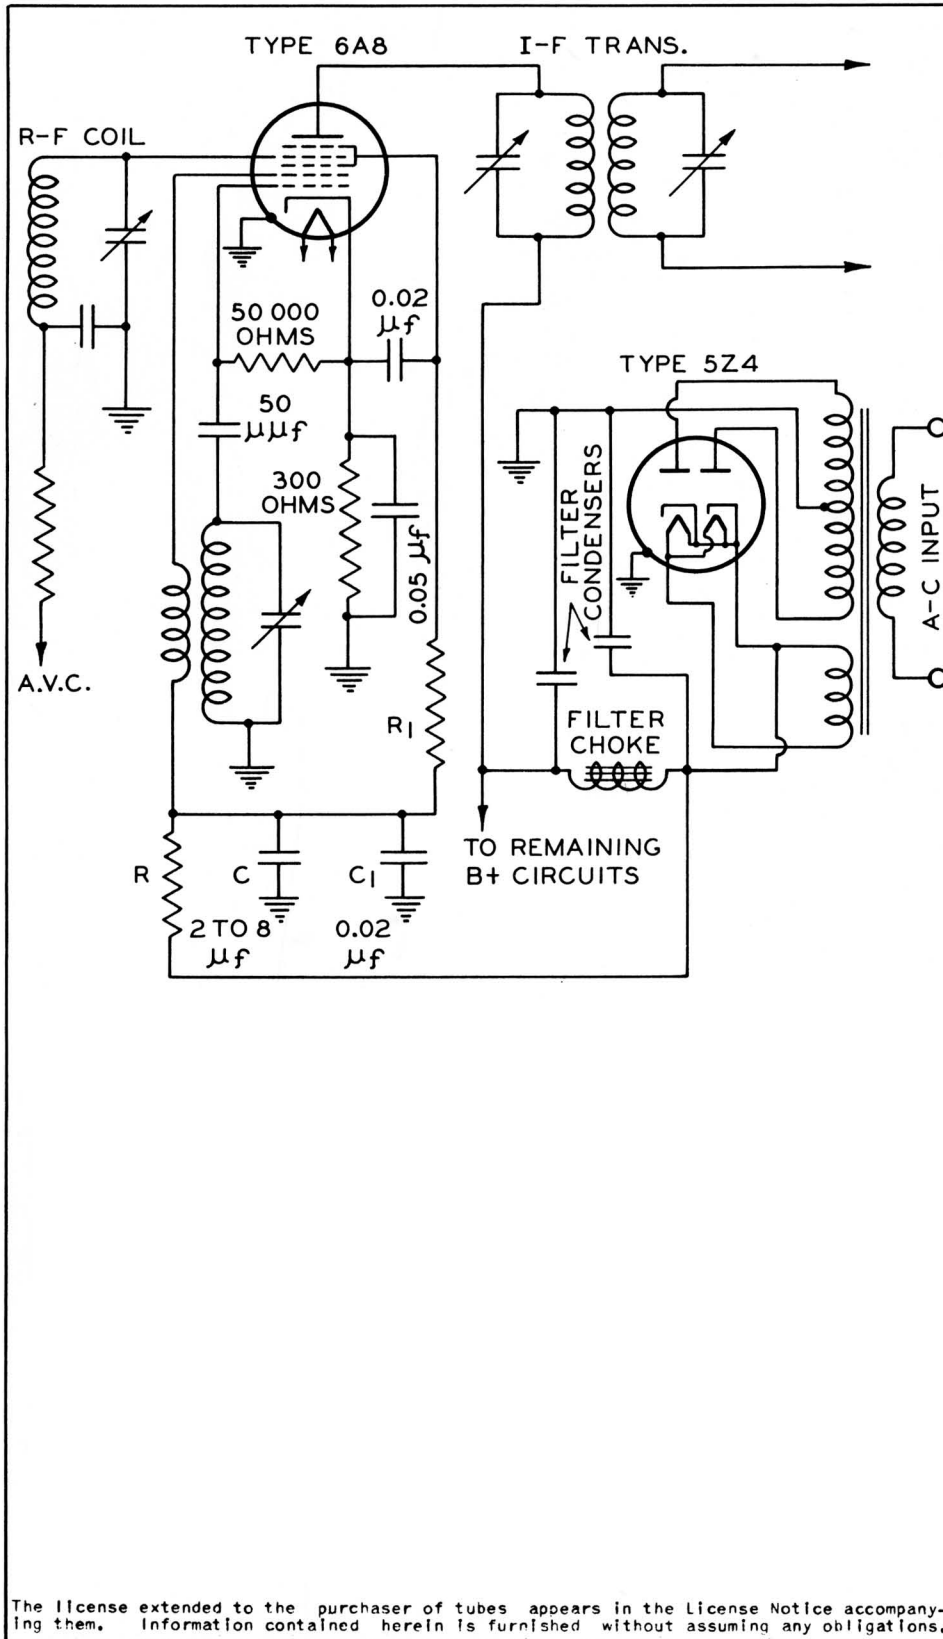 TYPE 6A8
I-F TRANS.
R-F COIL
50 000
OHMS
0.02
μf
TYPE 5Z4
50
μμf
300
OHMS
0.05 μf
FILTER
CONDENSERS
A-C INPUT
A.V.C.
R1
FILTER
CHOKE
TO REMAINING
B+ CIRCUITS
R
C
C1
2 TO 8
μf
0.02
μf
The license extended to the purchaser of tubes appears in the License Notice accompany-
ing them. Information contained herein is furnished without assuming any obligations.